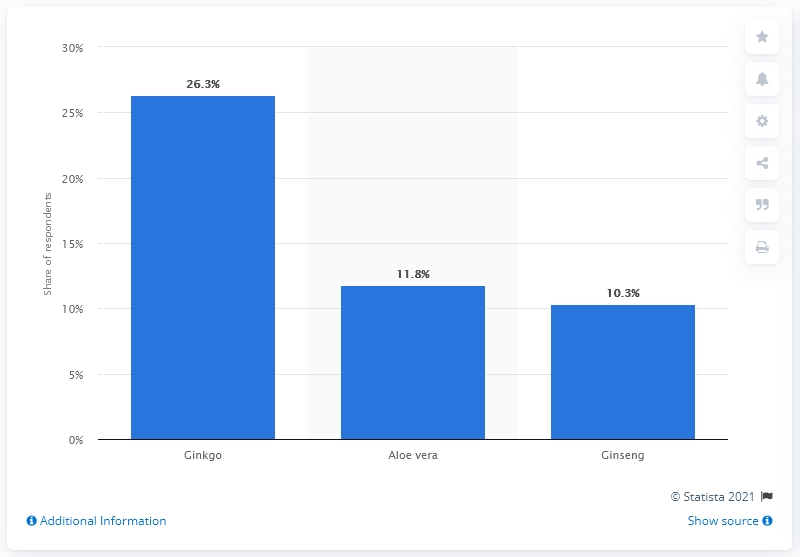 30%
26.3%
25%
20%
Share of respondents
15%
11.8%
10.3%
10%
5%
0%
Ginkgo Aloe vera Ginseng
© Statista 2021
Additional Information Show source